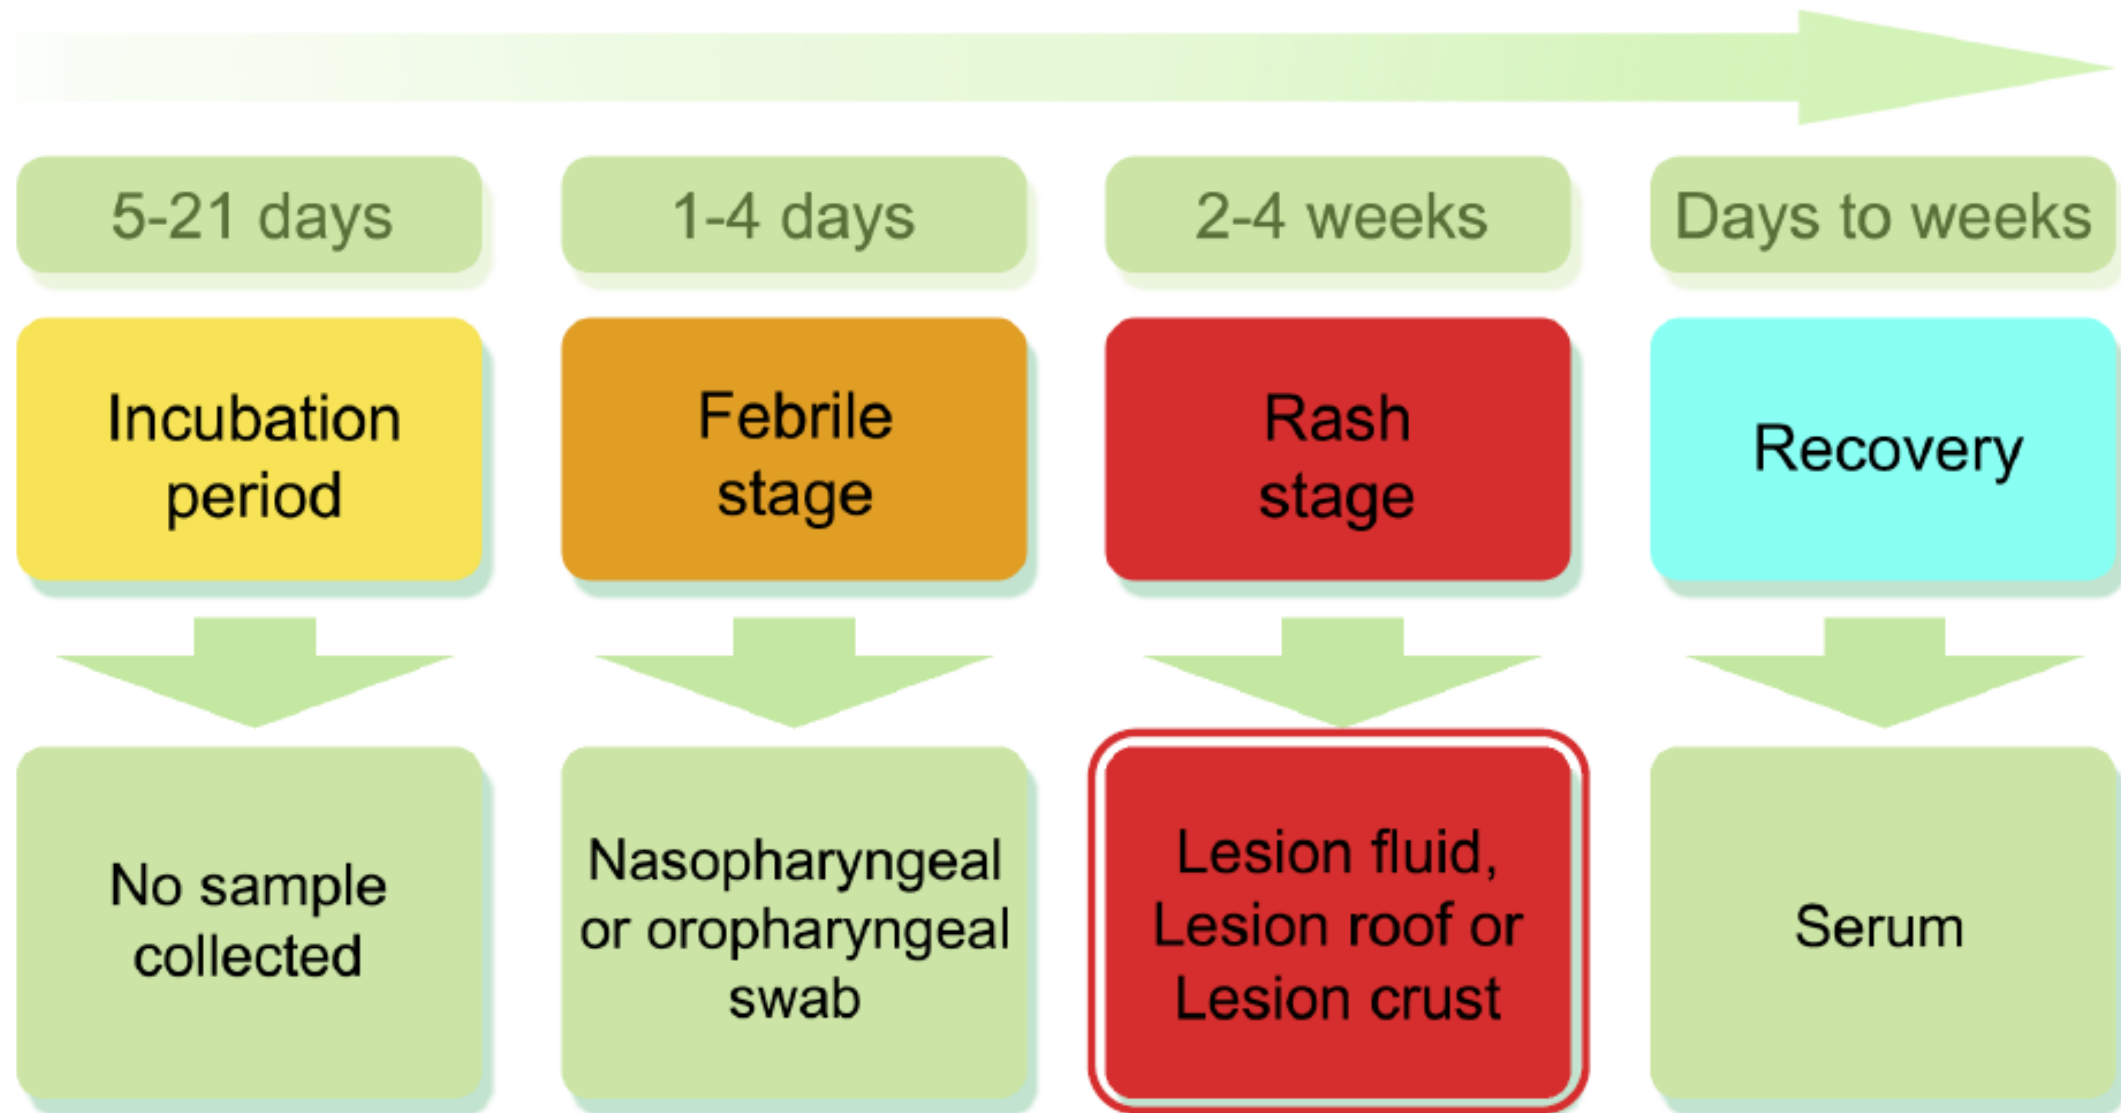 5-21 days
1-4 days
2-4 weeks
Days to weeks
Incubation
period
Febrile
stage
Rash
stage
Recovery
No sample
collected
Nasopharyngeal
or oropharyngeal
swab
Lesion fluid,
Lesion roof or
Lesion crust
Serum